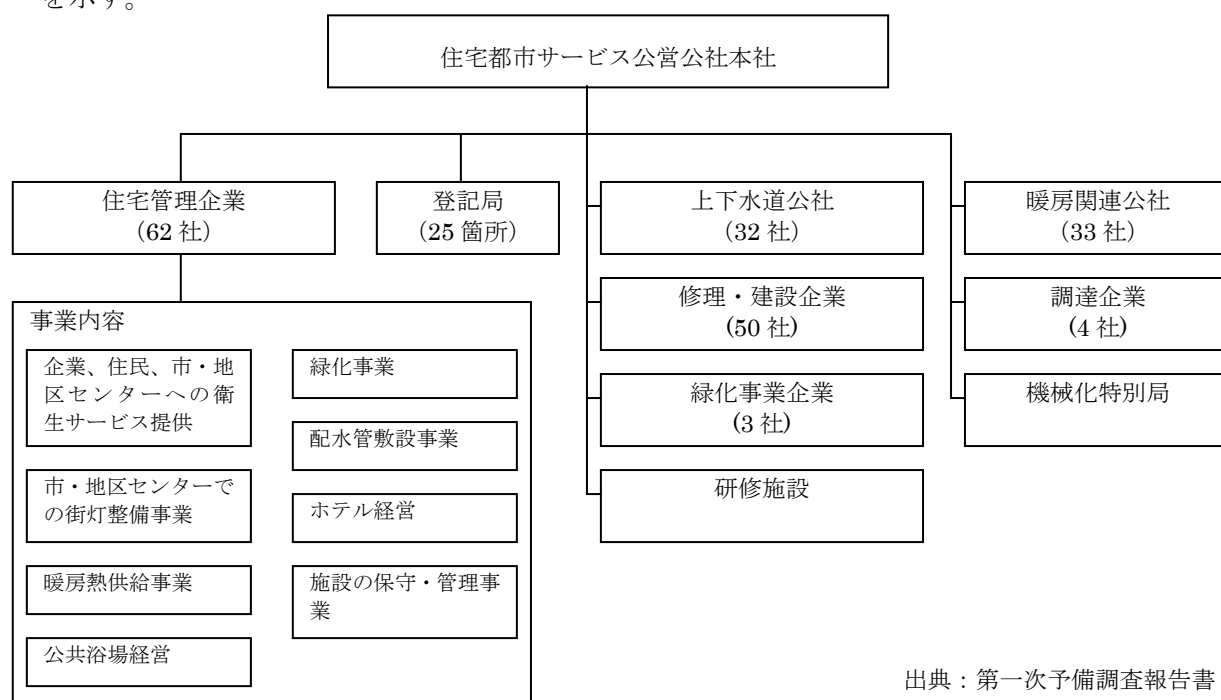 を示す。
住宅都市サービス公営公社本社
住宅管理企業
(62 社)
登記局
(25 箇所)
上下水道公社
(32 社)
暖房関連公社
(33 社)
修理・建設企業
(50 社)
調達企業
(4 社)
緑化事業企業
(3 社)
機械化特別局
研修施設
事業内容
企業、住民、市・地
区センターへの衛
生サービス提供
市・地区センターで
の街灯整備事業
暖房熱供給事業
公共浴場経営
緑化事業
配水管敷設事業
ホテル経営
施設の保守・管理事
業
出典：第一次予備調査報告書